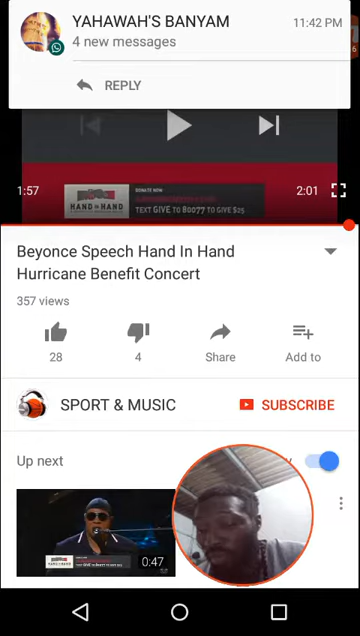 YAHAWAH'S BANYAM
11:42 PM
4 new messages
REPLY
1:57
2:01
HAND IN HAND
DONATE NOW
TEXT GIVE TO 80077 TO GIVE $25
Beyonce Speech Hand In Hand
Hurricane Benefit Concert
357 views
28
4
Share
Add to
SPORT & MUSIC
SUBSCRIBE
Up next
0:47